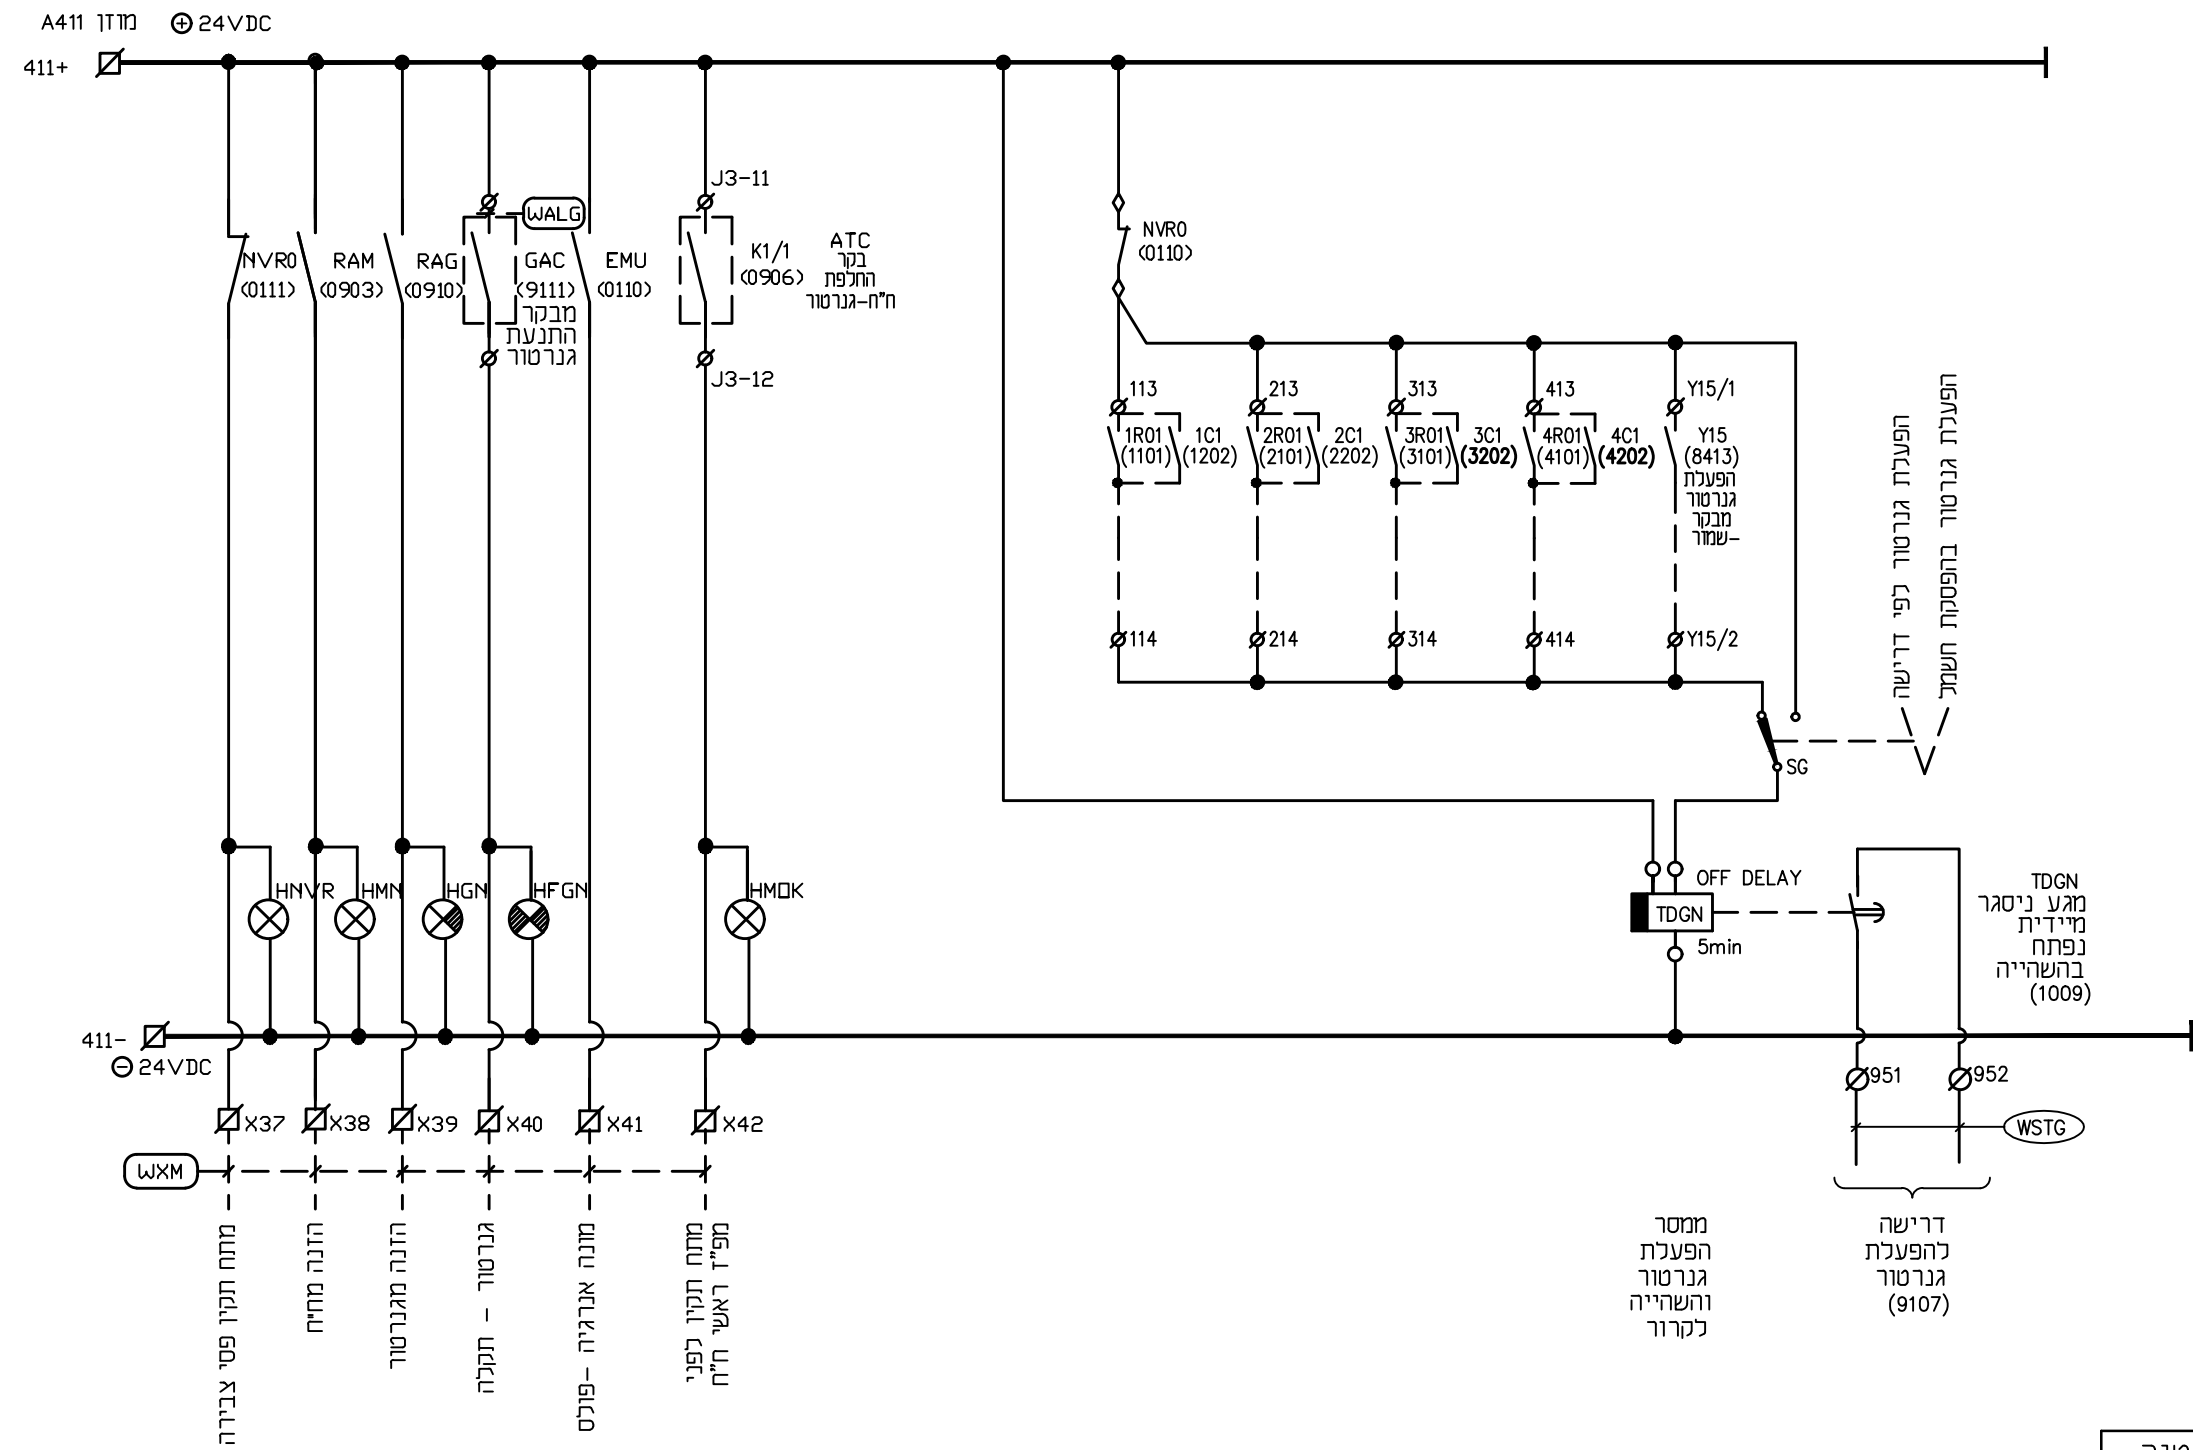 מוזן A411
⊕ 24VDC
411+
NVR0
(0111)
RAM
(0903)
RAG
(0910)
WALG
GAC
(9111)
מבקר
התנעת
גנרטור
EMU
(0110)
J3-11
K1/1
(0906)
J3-12
ATC
בקר
החלפת
ח"ח-גנרטור
NVR0
(0110)
113
1R01
(1101)
1C1
(1202)
114
213
2R01
(2101)
2C1
(2202)
214
313
3R01
(3101)
3C1
(3202)
314
413
4R01
(4101)
4C1
(4202)
414
Y15/1
Y15
(8413)
הפעלת
גנרטור
מבקר
שמור-
Y15/2
הפעלת גנרטור לפי דרישה
הפעלת גנרטור בהפסקת חשמל
SG
HNVR
HMN
HGN
HFGN
HMOK
OFF DELAY
TDGN
5min
TDGN
מגע ניסגר
מיידית
נפתח
בהשהייה
(1009)
411-
⊖ 24VDC
951
952
WSTG
X37
X38
X39
X40
X41
X42
WXM
מתח תקין פסי צבירה
הזנה מח"ח
הזנה מגנרטור
גנרטור - תקלה
מונה אנרגיה -פולס
מתח תקין לפני
מפ"ז ראשי ח"ח
ממסר
הפעלת
גנרטור
והשהייה
לקרור
דרישה
להפעלת
גנרטור
(9107)